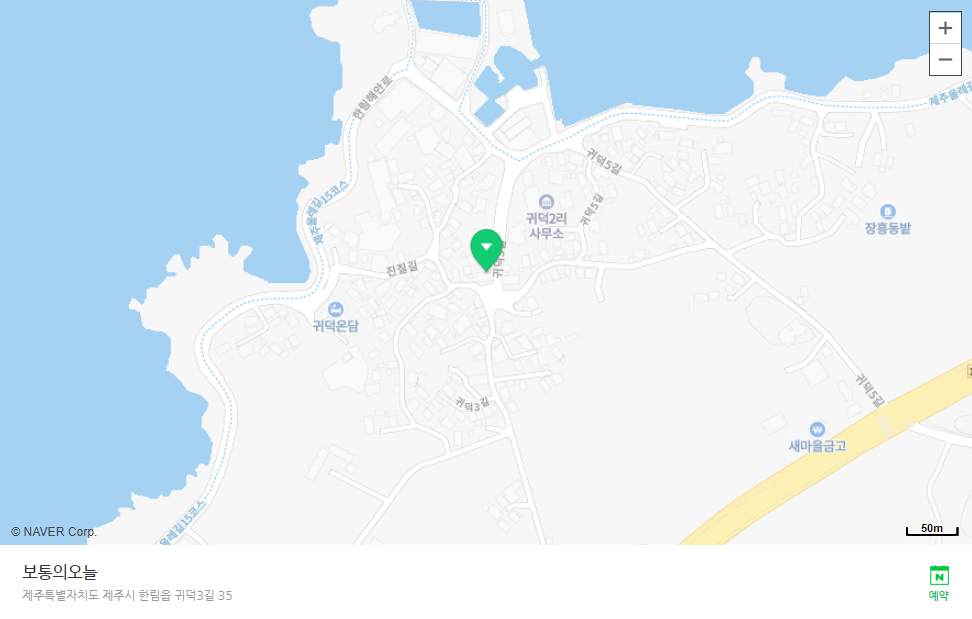 +
−
한림해안로
제주올레길
귀덕5길
제주올레길15코스
귀덕5길
귀덕2리
사무소
장흥동밭
진질길
귀덕3길
귀덕온담
귀덕5길
귀덕3길
새마을금고
제주올레길15코스
© NAVER Corp.
50m
보통의오늘
제주특별자치도 제주시 한림읍 귀덕3길 35
N
예약